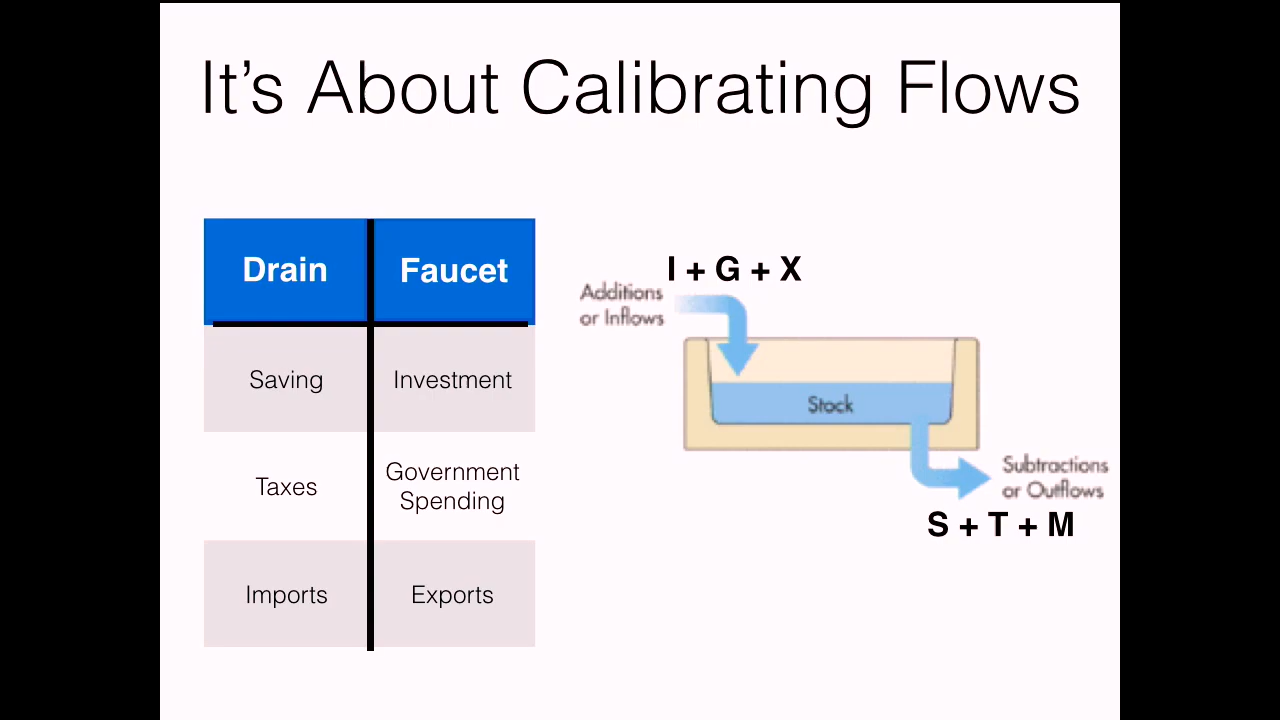 It's About Calibrating Flows
Drain
Faucet
Saving
Investment
Taxes
Government
Spending
Imports
Exports
I + G + X
Additions
or Inflows
Stock
Subtractions
or Outflows
S + T + M